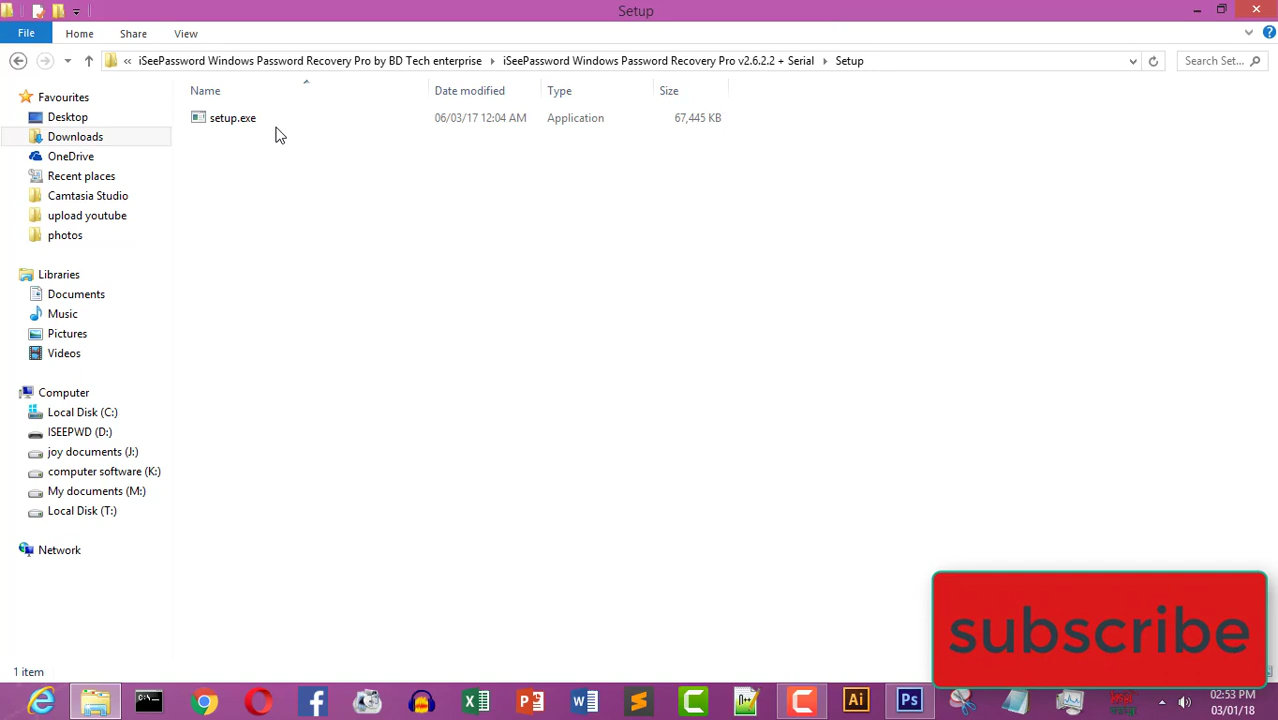 Setup
File
Home
Share
View
« iSeePassword Windows Password Recovery Pro by BD Tech enterprise › iSeePassword Windows Password Recovery Pro v2.6.2.2 + Serial › Setup
Search Set...
Name
Date modified
Type
Size
setup.exe
06/03/17 12:04 AM
Application
67,445 KB
Favourites
Desktop
Downloads
OneDrive
Recent places
Camtasia Studio
upload youtube
photos
Libraries
Documents
Music
Pictures
Videos
Computer
Local Disk (C:)
ISEEPWD (D:)
joy documents (J:)
computer software (K:)
My documents (M:)
Local Disk (T:)
Network
subscribe
1 item
Ai
Ps
02:53 PM
03/01/18